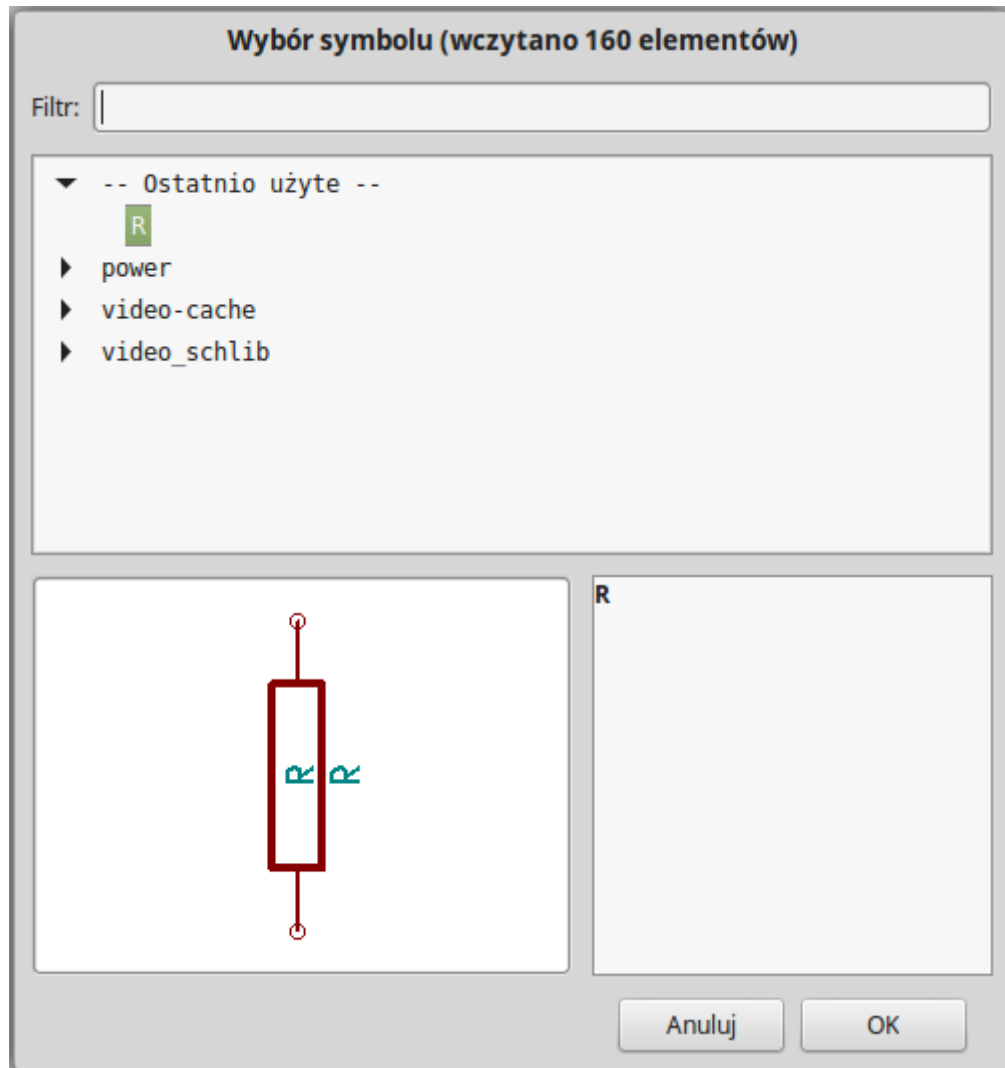 Wybór symbolu (wczytano 160 elementów)
Filtr:
-- Ostatnio użyte --
R
power
video-cache
video_schlib
R R
R
Anuluj OK